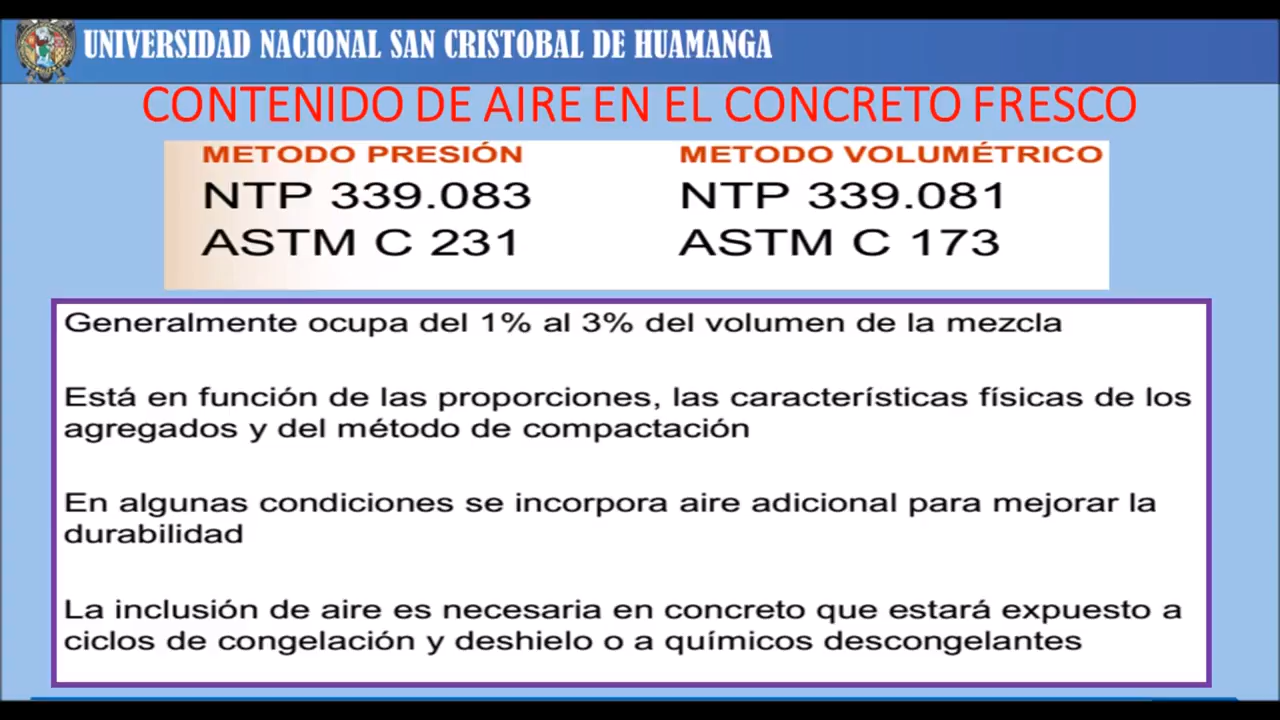 UNIVERSIDAD NACIONAL SAN CRISTOBAL DE HUAMANGA
CONTENIDO DE AIRE EN EL CONCRETO FRESCO
METODO PRESIÓN
NTP 339.083
ASTM C 231
METODO VOLUMÉTRICO
NTP 339.081
ASTM C 173
Generalmente ocupa del 1% al 3% del volumen de la mezcla
Está en función de las proporciones, las características físicas de los
agregados y del método de compactación
En algunas condiciones se incorpora aire adicional para mejorar la
durabilidad
La inclusión de aire es necesaria en concreto que estará expuesto a
ciclos de congelación y deshielo o a químicos descongelantes